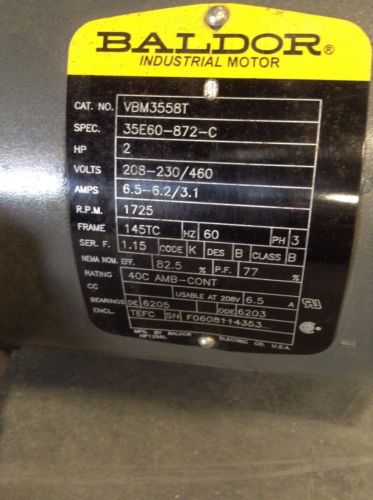 BALDOR®
INDUSTRIAL MOTOR
CAT. NO. VBM3558T
SPEC. 35E60-872-C
HP 2
VOLTS 208-230/460
AMPS 6.5-6.2/3.1
R.P.M. 1725
FRAME 145TC HZ 60 PH 3
SER. F. 1.15 CODE K DES B CLASS B
NEMA NOM. EFF. 82.5 % P.F. 77 %
RATING 40C AMB-CONT
CC USABLE AT 208V 6.5 A
BEARINGS DE 6205 ODE 6203
ENCL. TEFC SN F0608114353
MFG. BY BALDOR ELECTRIC CO. U.S.A.